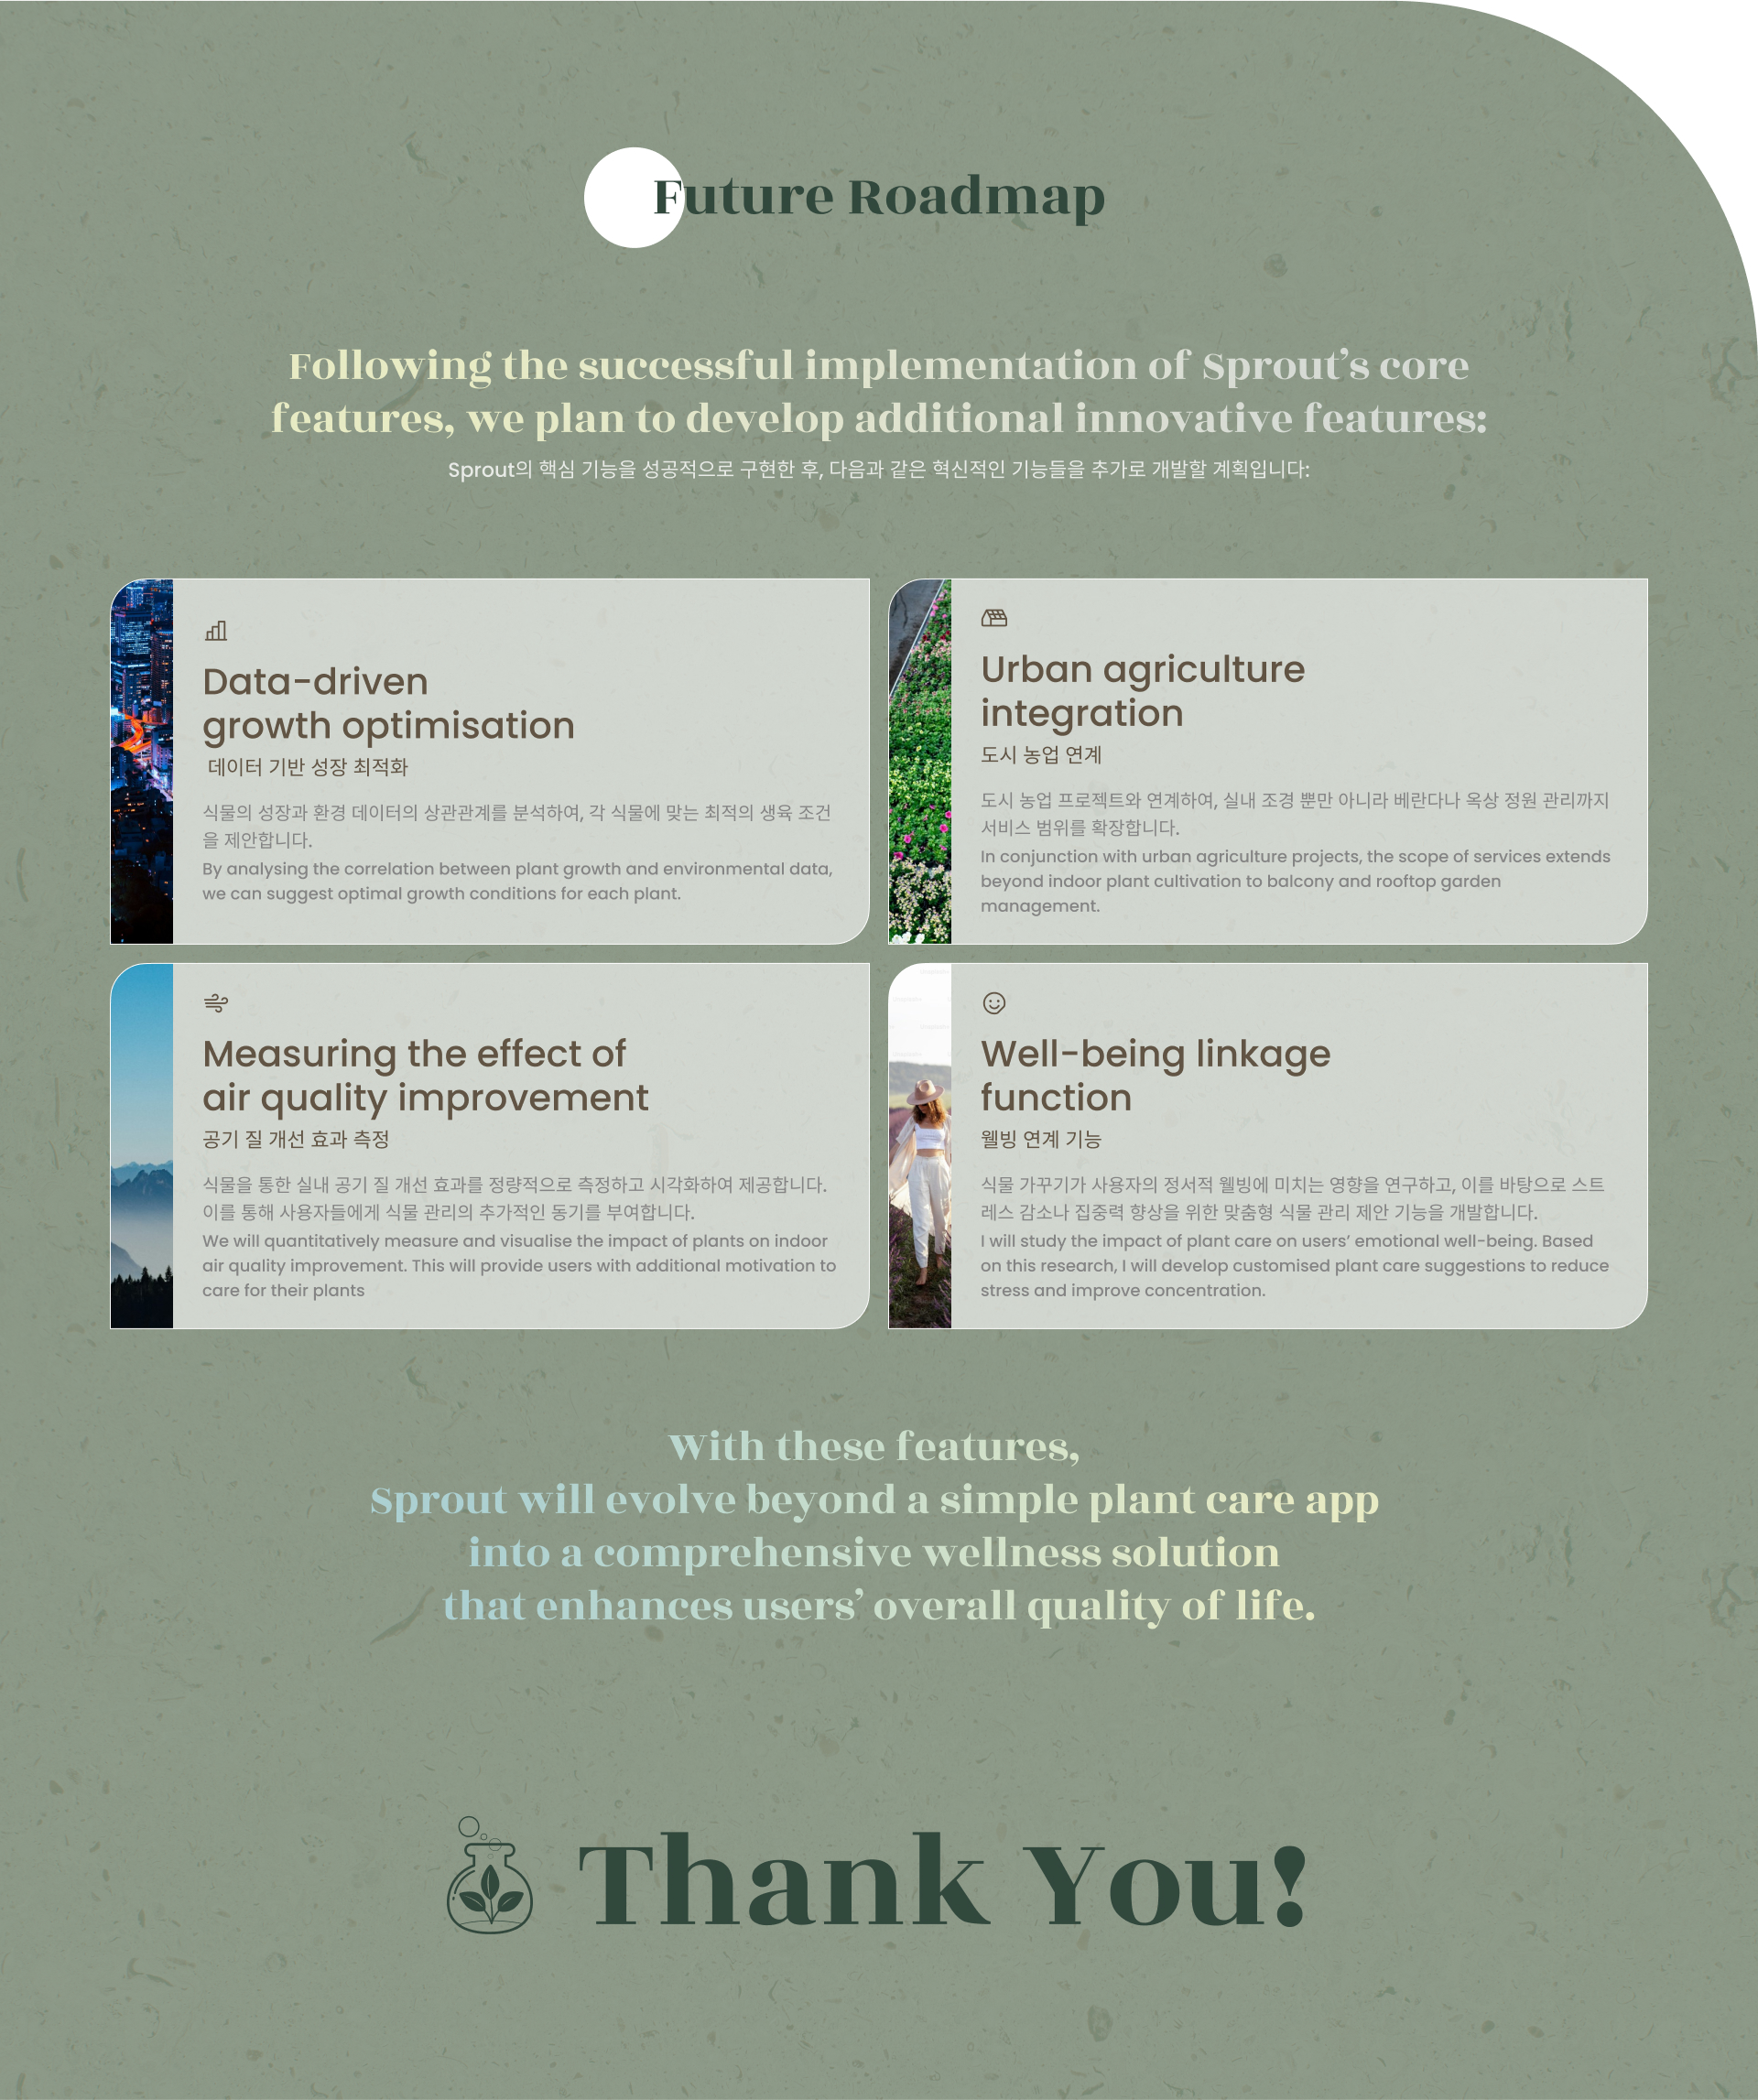 Future Roadmap
Following the successful implementation of Sprout’s core
features, we plan to develop additional innovative features:
Sprout의 핵심 기능을 성공적으로 구현한 후, 다음과 같은 혁신적인 기능들을 추가로 개발할 계획입니다:
Data-driven
growth optimisation
데이터 기반 성장 최적화
식물의 성장과 환경 데이터의 상관관계를 분석하여, 각 식물에 맞는 최적의 생육 조건
을 제안합니다.
By analysing the correlation between plant growth and environmental data,
we can suggest optimal growth conditions for each plant.
Urban agriculture
integration
도시 농업 연계
도시 농업 프로젝트와 연계하여, 실내 조경 뿐만 아니라 베란다나 옥상 정원 관리까지
서비스 범위를 확장합니다.
In conjunction with urban agriculture projects, the scope of services extends
beyond indoor plant cultivation to balcony and rooftop garden
management.
Measuring the effect of
air quality improvement
공기 질 개선 효과 측정
식물을 통한 실내 공기 질 개선 효과를 정량적으로 측정하고 시각화하여 제공합니다.
이를 통해 사용자들에게 식물 관리의 추가적인 동기를 부여합니다.
We will quantitatively measure and visualise the impact of plants on indoor
air quality improvement. This will provide users with additional motivation to
care for their plants
Well-being linkage
function
웰빙 연계 기능
식물 가꾸기가 사용자의 정서적 웰빙에 미치는 영향을 연구하고, 이를 바탕으로 스트
레스 감소나 집중력 향상을 위한 맞춤형 식물 관리 제안 기능을 개발합니다.
I will study the impact of plant care on users’ emotional well-being. Based
on this research, I will develop customised plant care suggestions to reduce
stress and improve concentration.
With these features,
Sprout will evolve beyond a simple plant care app
into a comprehensive wellness solution
that enhances users’ overall quality of life.
Thank You!